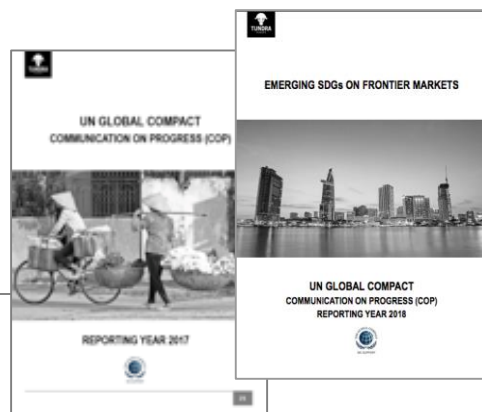 TUNDRA
UN GLOBAL COMPACT
COMMUNICATION ON PROGRESS (COP)
REPORTING YEAR 2017
TUNDRA
EMERGING SDGs ON FRONTIER MARKETS
UN GLOBAL COMPACT
COMMUNICATION ON PROGRESS (COP)
REPORTING YEAR 2018